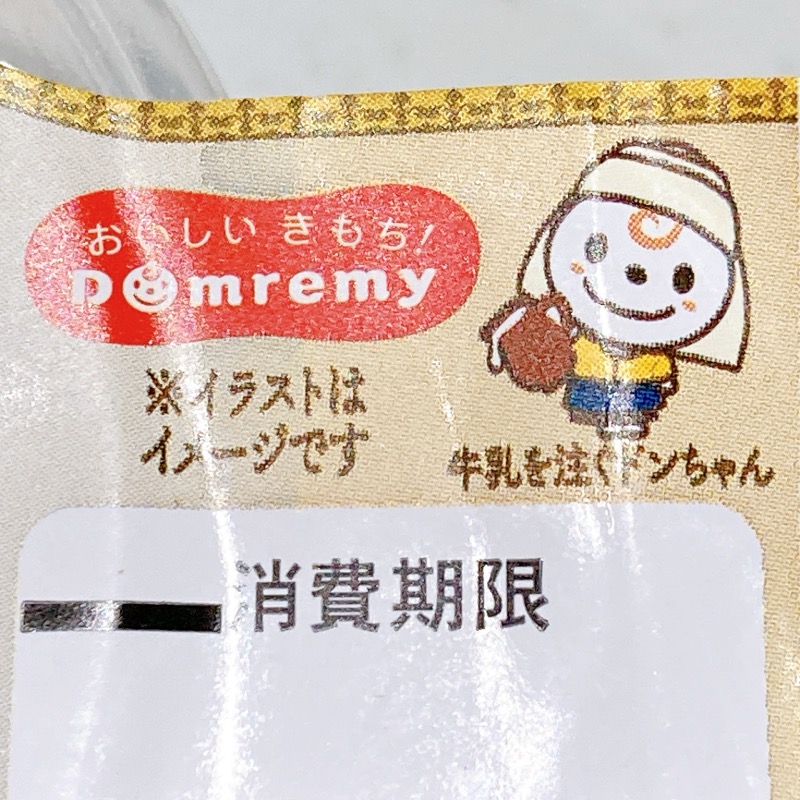 おいしい きもち!
Domremy
※イラストは
イメージです
牛乳を注ぐドンちゃん
消費期限